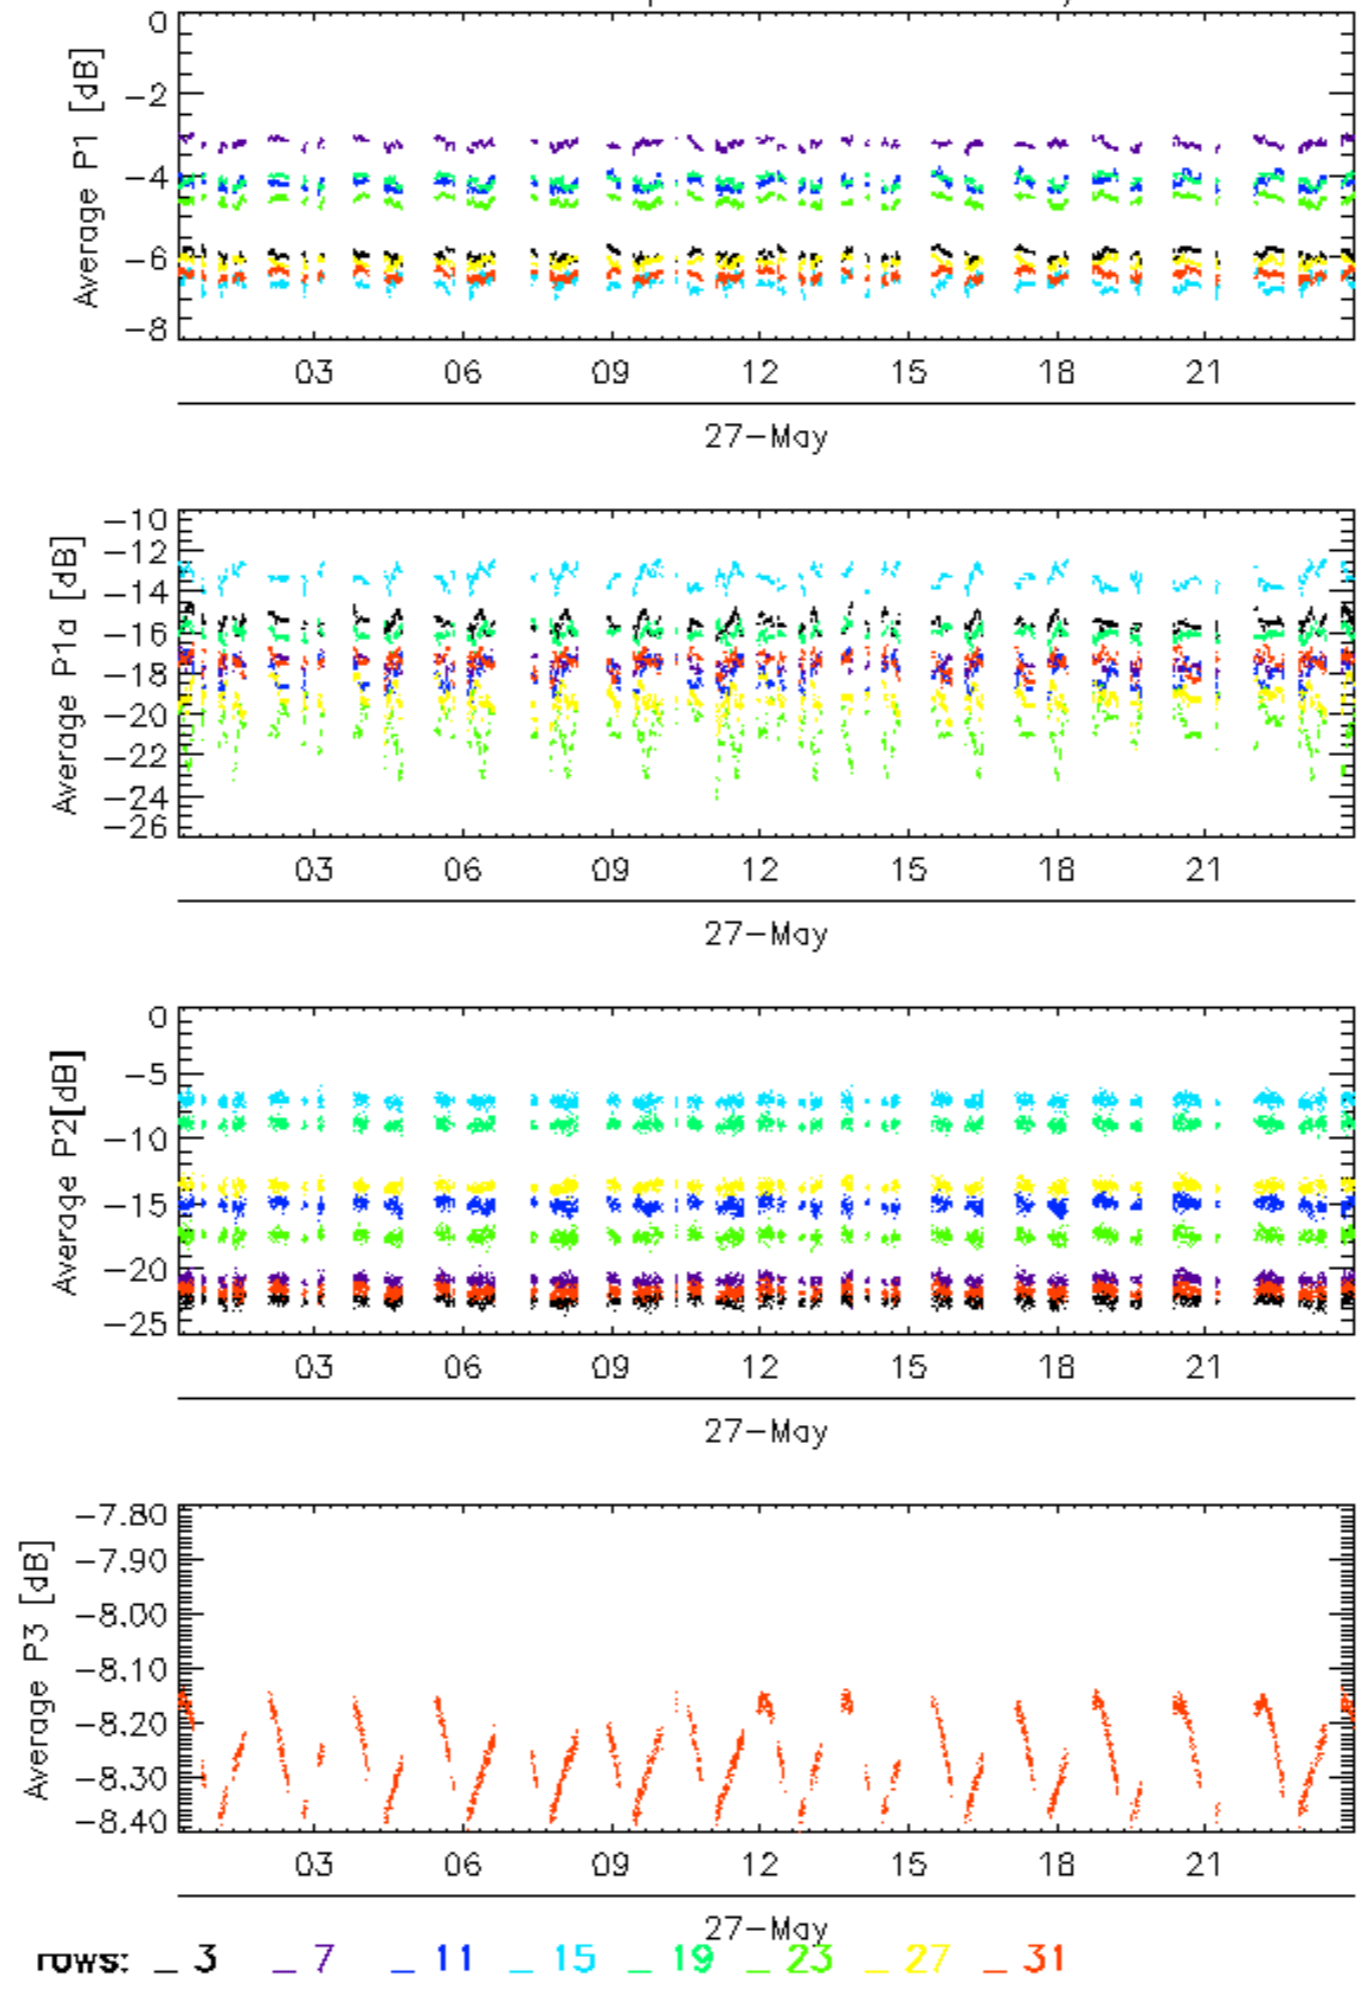 0
−2
−4
−6
−8
Average P1 [dB]
03 06 09 12 15 18 21
27−May
−10
−12
−14
−16
−18
−20
−22
−24
−26
Average P1a [dB]
03 06 09 12 15 18 21
27−May
0
−5
−10
−15
−20
−25
Average P2[dB]
03 06 09 12 15 18 21
27−May
−7.80
−7.90
−8.00
−8.10
−8.20
−8.30
−8.40
Average P3 [dB]
03 06 09 12 15 18 21
27−May
rows: _ 3 _ 7 _ 11 _ 15 _ 19 _ 23 _ 27 _ 31